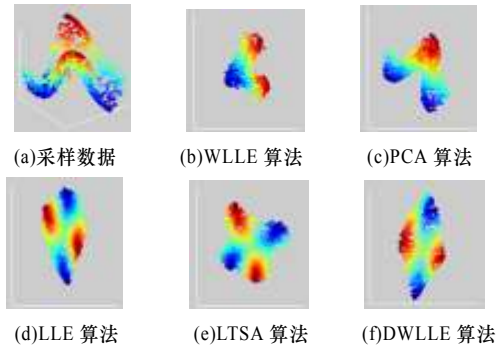 (a)采样数据
(b)WLLE 算法
(c)PCA 算法
(d)LLE 算法
(e)LTSA 算法
(f)DWLLE 算法